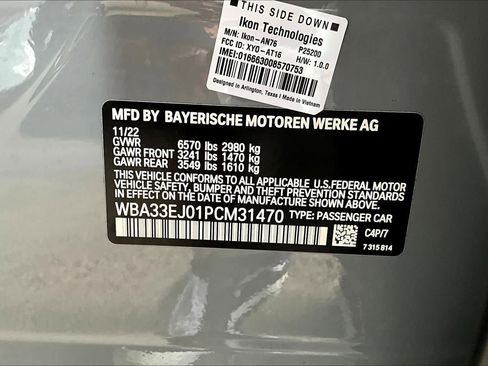 THIS SIDE DOWN
Ikon Technologies
M/N: Ikon-AN76 P25200
FCC ID: XYO-AT16 H/W: 1.0.0
IMEI:016663008570753
Designed in Arlington, Texas I Made in Vietnam
MFD BY BAYERISCHE MOTOREN WERKE AG
11/22
GVWR 6570 lbs 2980 kg
GAWR FRONT 3241 lbs 1470 kg
GAWR REAR 3549 lbs 1610 kg
THIS VEHICLE CONFORMS TO ALL APPLICABLE U.S.FEDERAL MOTOR
VEHICLE SAFETY, BUMPER, AND THEFT PREVENTION STANDARDS
IN EFFECT ON THE DATE OF MANUFACTURE SHOWN ABOVE.
WBA33EJ01PCM31470 TYPE: PASSENGER CAR
C4P/7
7 315 814